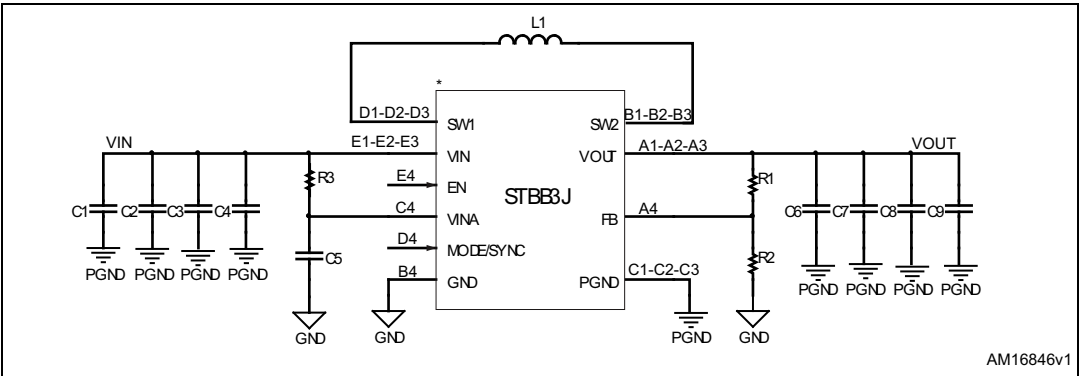 L1
*
D1-D2-D3 SW1 SW2 B1-B2-B3
VIN E1-E2-E3 VIN VOUT A1-A2-A3 VOUT
R3 R1
E4 EN
STBB3J
C1 C2 C3 C4 C4 VINA FB A4 C6 C7 C8 C9
D4 MODE/SYNC
C5 R2
PGND PGND PGND PGND B4 GND PGND C1-C2-C3 PGND PGND PGND PGND
GND GND PGND GND
AM16846v1